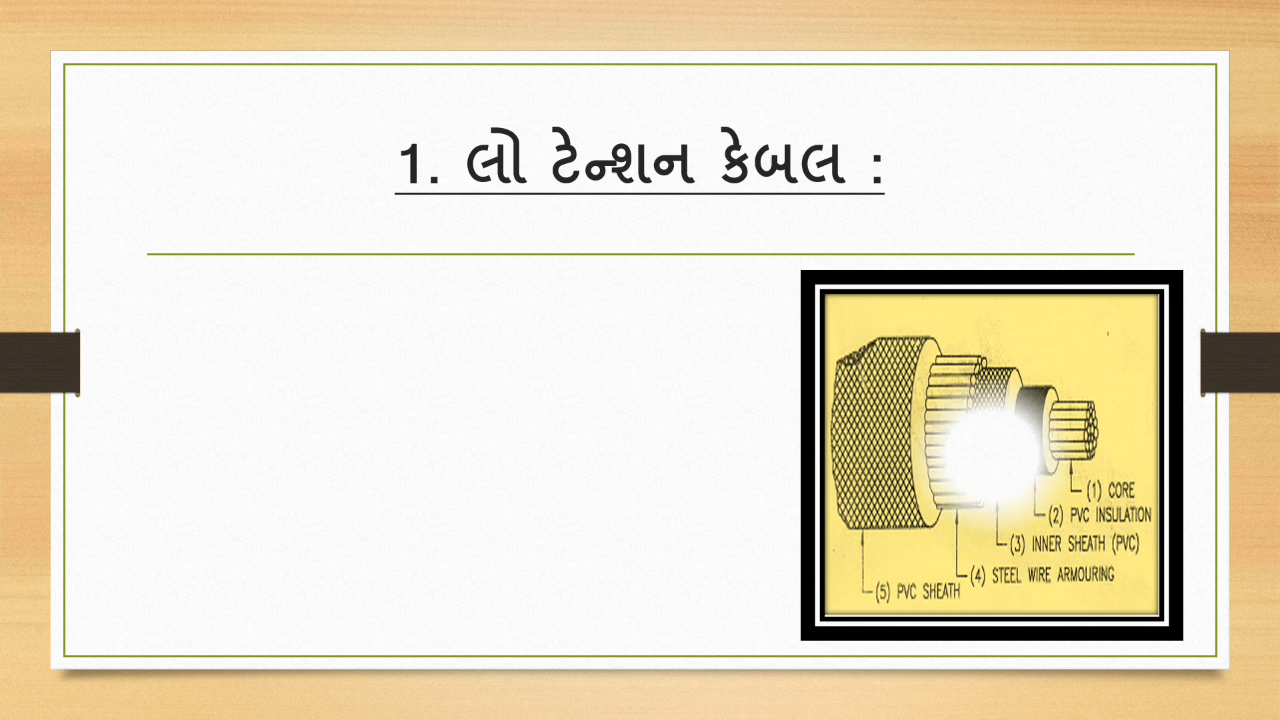 1. લો ટેન્શન કેબલ :
(1) CORE
(2) PVC INSULATION
(3) INNER SHEATH (PVC)
(4) STEEL WIRE ARMOURING
(5) PVC SHEATH